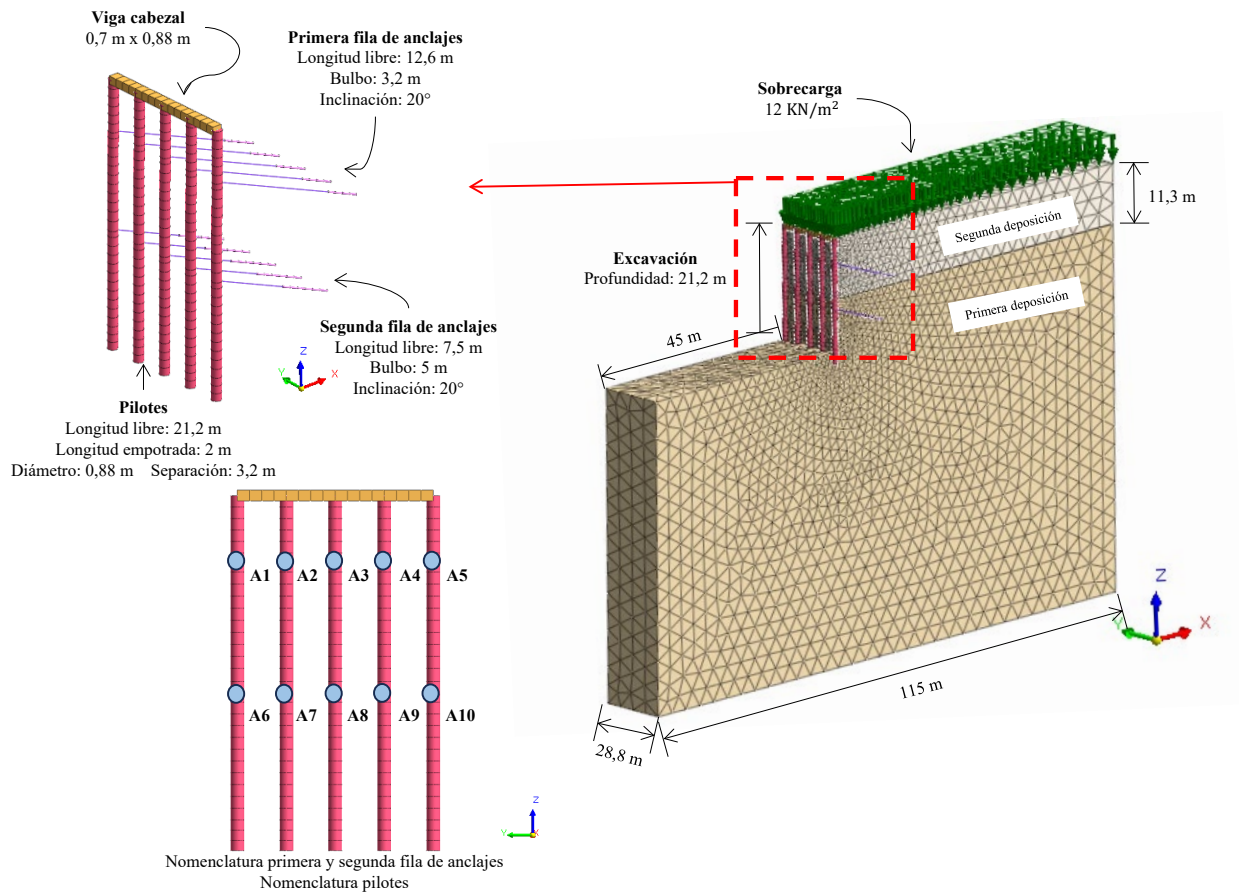 Viga cabezal
0,7 m x 0,88 m
Primera fila de anclajes
Longitud libre: 12,6 m
Bulbo: 3,2 m
Inclinación: 20°
Segunda fila de anclajes
Longitud libre: 7,5 m
Bulbo: 5 m
Inclinación: 20°
Z
Y
X
Pilotes
Longitud libre: 21,2 m
Longitud empotrada: 2 m
Diámetro: 0,88 m Separación: 3,2 m
Sobrecarga
12 KN/m²
11,3 m
Segunda deposición
Excavación
Profundidad: 21,2 m
Primera deposición
45 m
Z
Y
X
115 m
28,8 m
A1 A2 A3 A4 A5
A6 A7 A8 A9 A10
Z
Y
X
Nomenclatura primera y segunda fila de anclajes
Nomenclatura pilotes